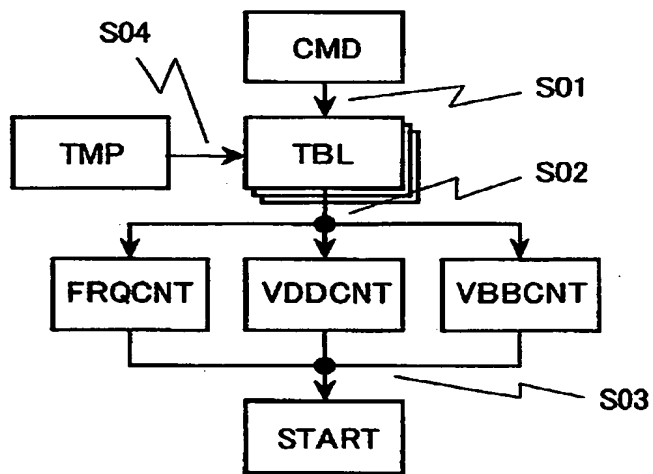 S04
CMD
S01
TMP
TBL
S02
FRQCNT
VDDCNT
VBBCNT
S03
START